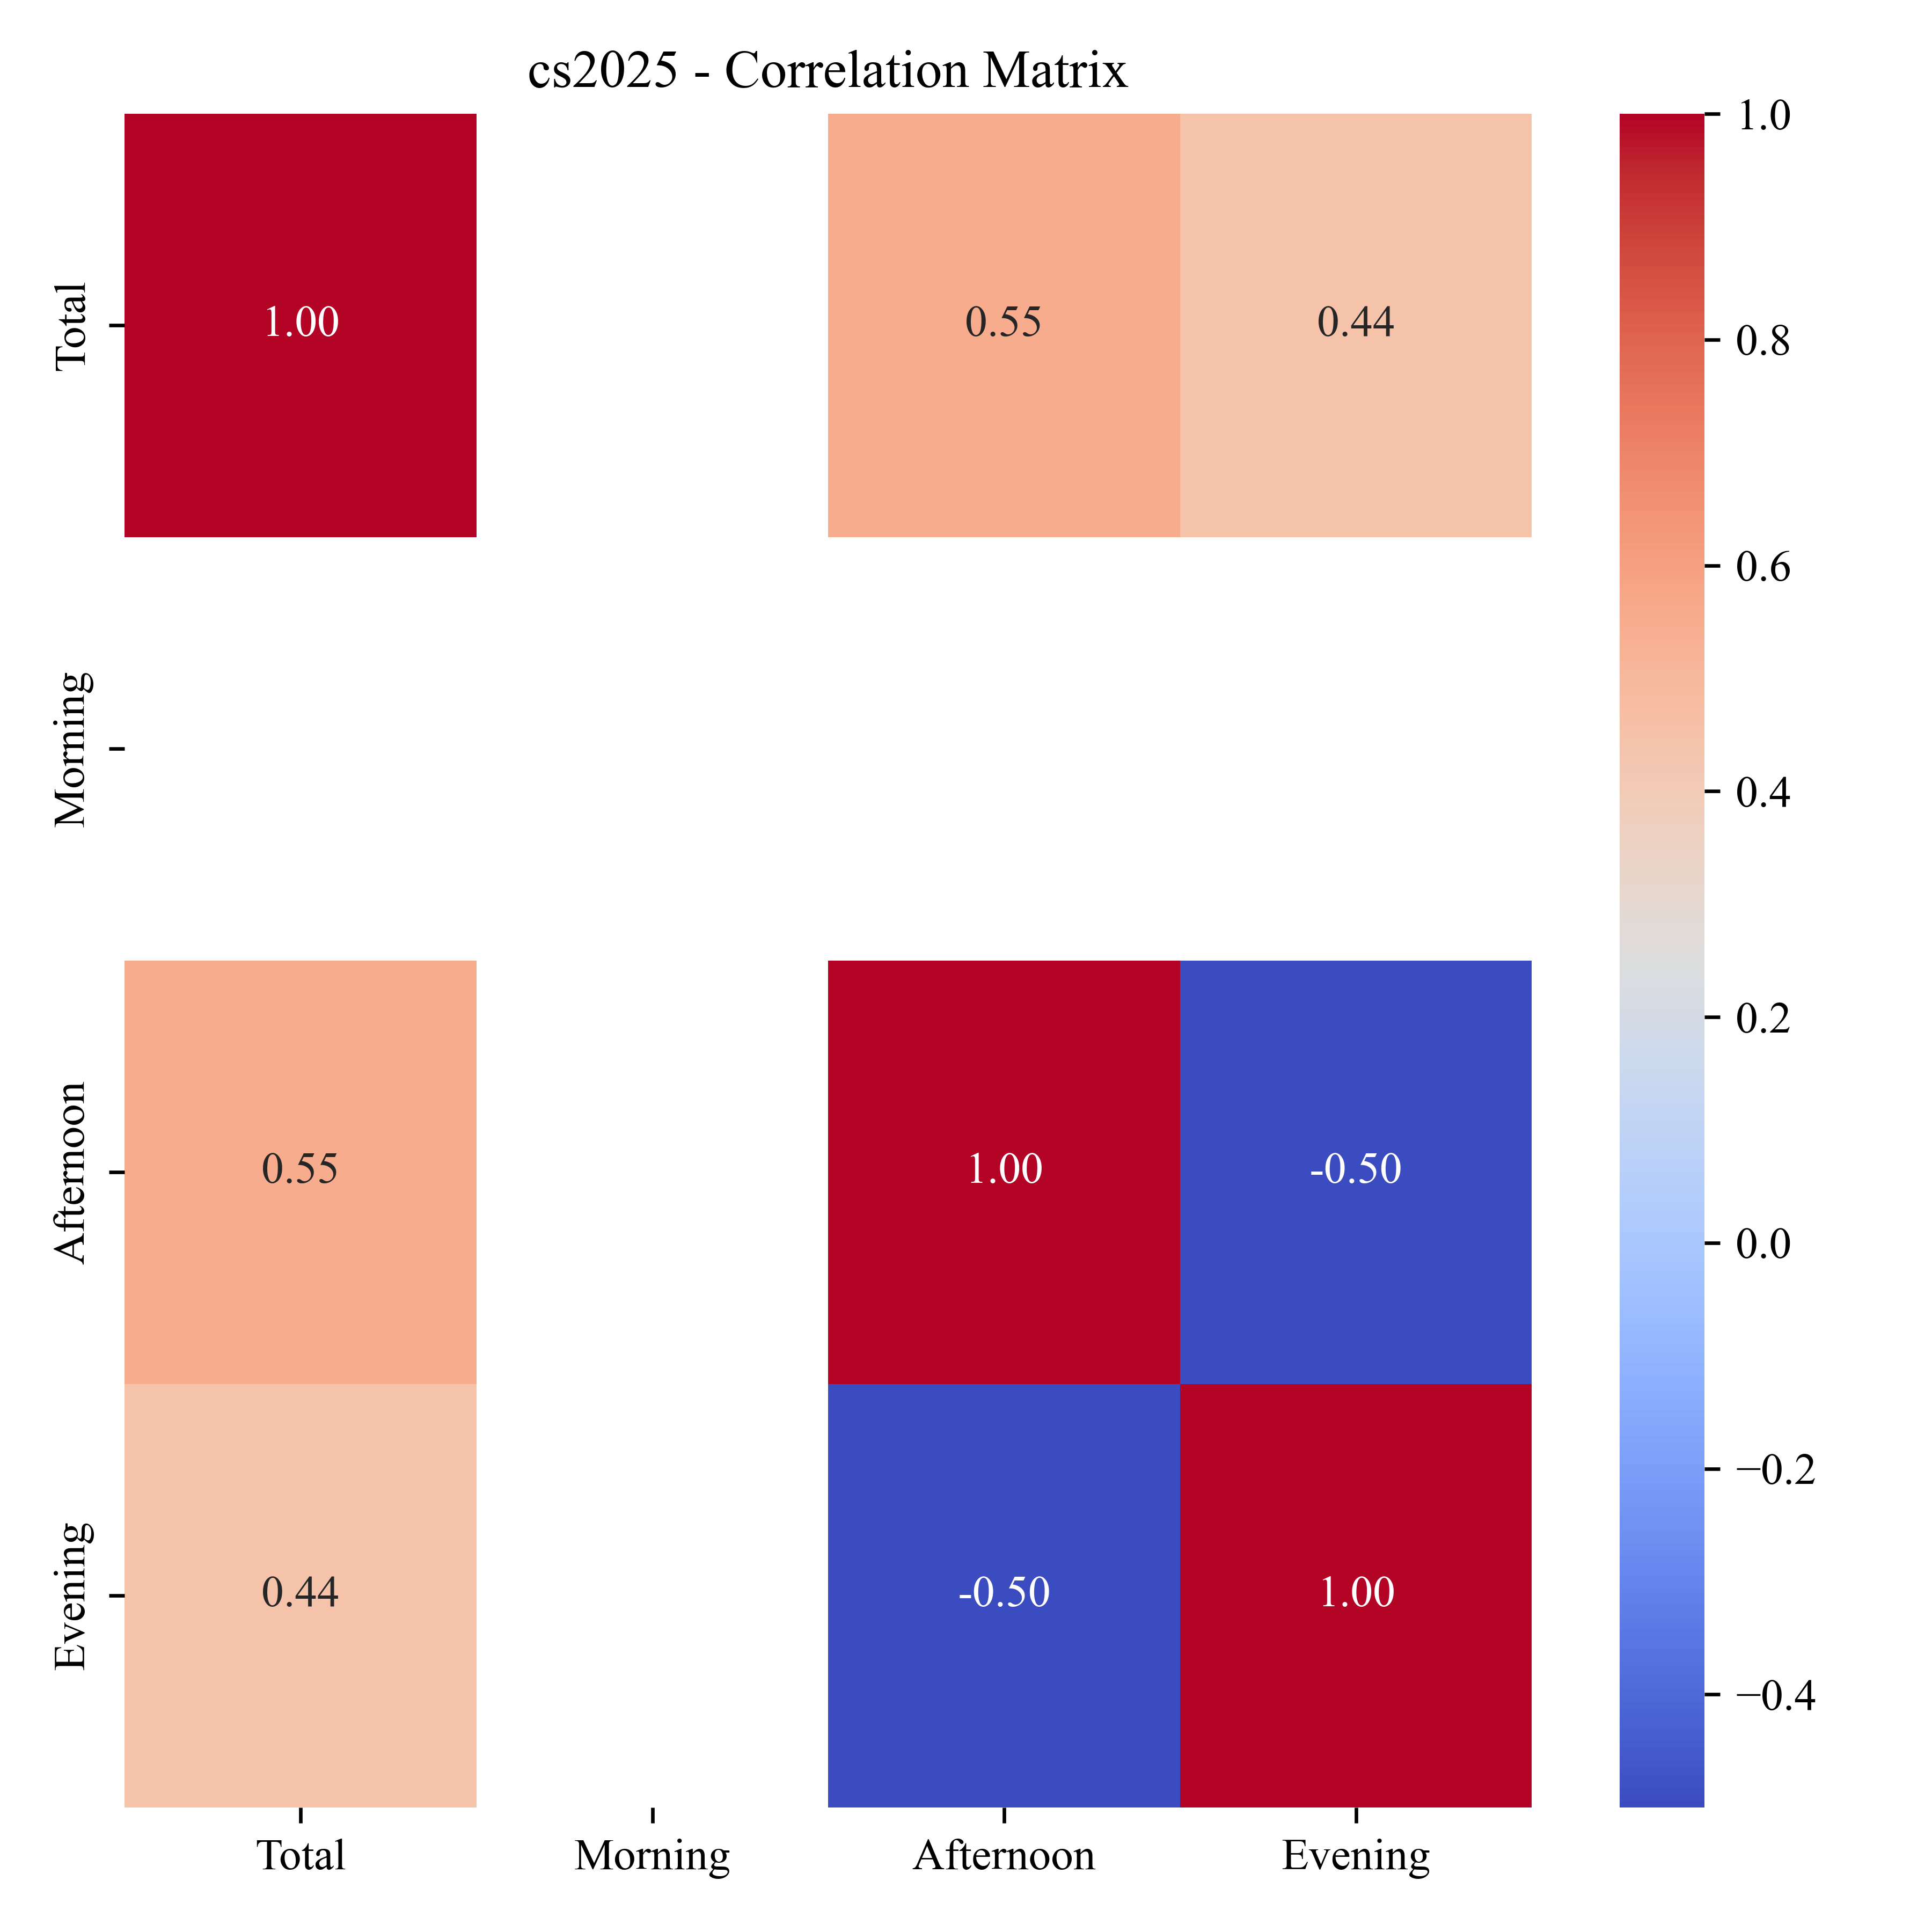 cs2025 - Correlation Matrix
Total
1.00
0.55
0.44
Morning
Afternoon
0.55
1.00
-0.50
Evening
0.44
-0.50
1.00
Total
Morning
Afternoon
Evening
1.0
0.8
0.6
0.4
0.2
0.0
−0.2
−0.4